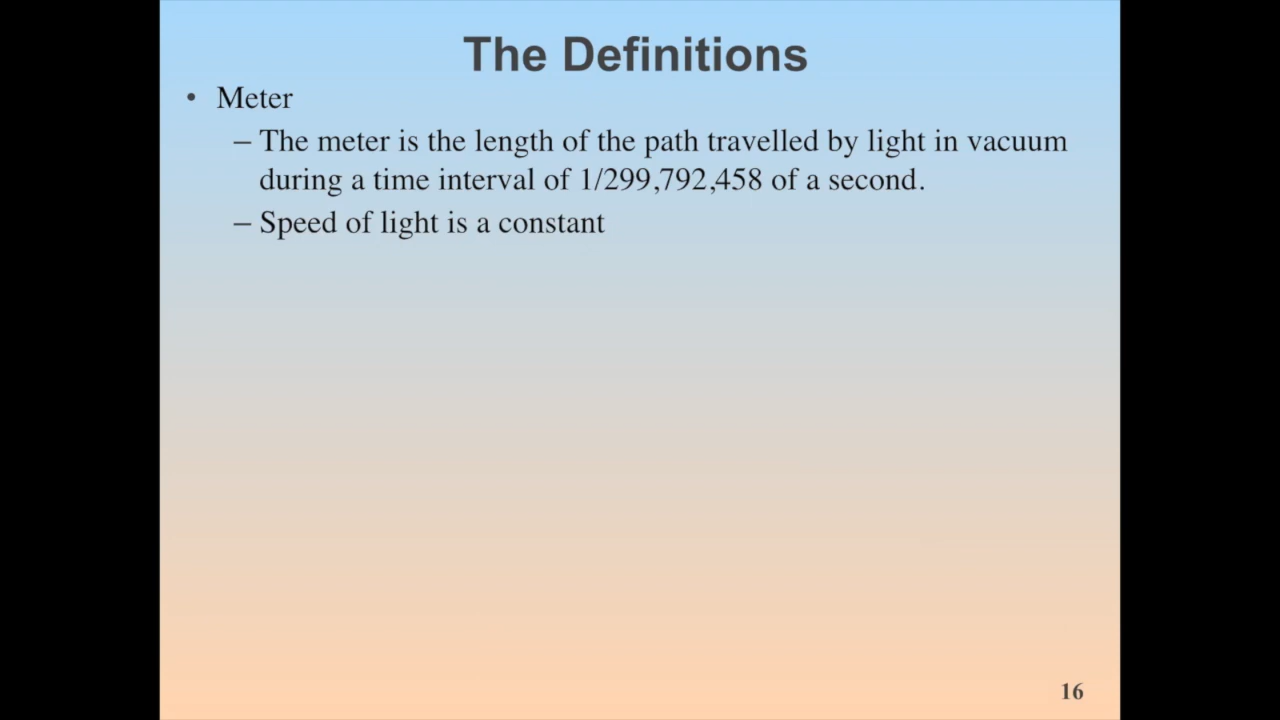 The Definitions
• Meter
– The meter is the length of the path travelled by light in vacuum
during a time interval of 1/299,792,458 of a second.
– Speed of light is a constant
16